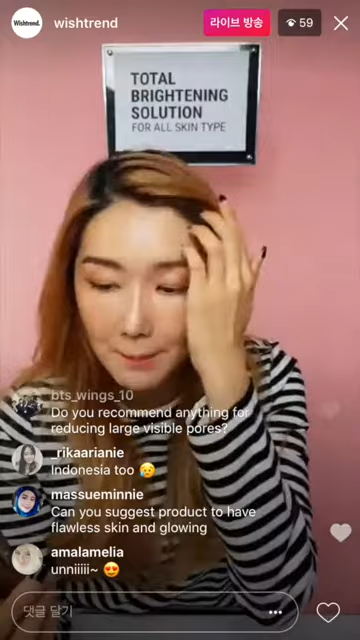 Wishtrend.
wishtrend
라이브 방송
59
TOTAL
BRIGHTENING
SOLUTION
FOR ALL SKIN TYPE
bts_wings_10
Do you recommend anything for
reducing large visible pores?
_rikaarianie
Indonesia too 😥
massueminnie
Can you suggest product to have
flawless skin and glowing
amalamelia
unniiiii~ 😍
댓글 달기